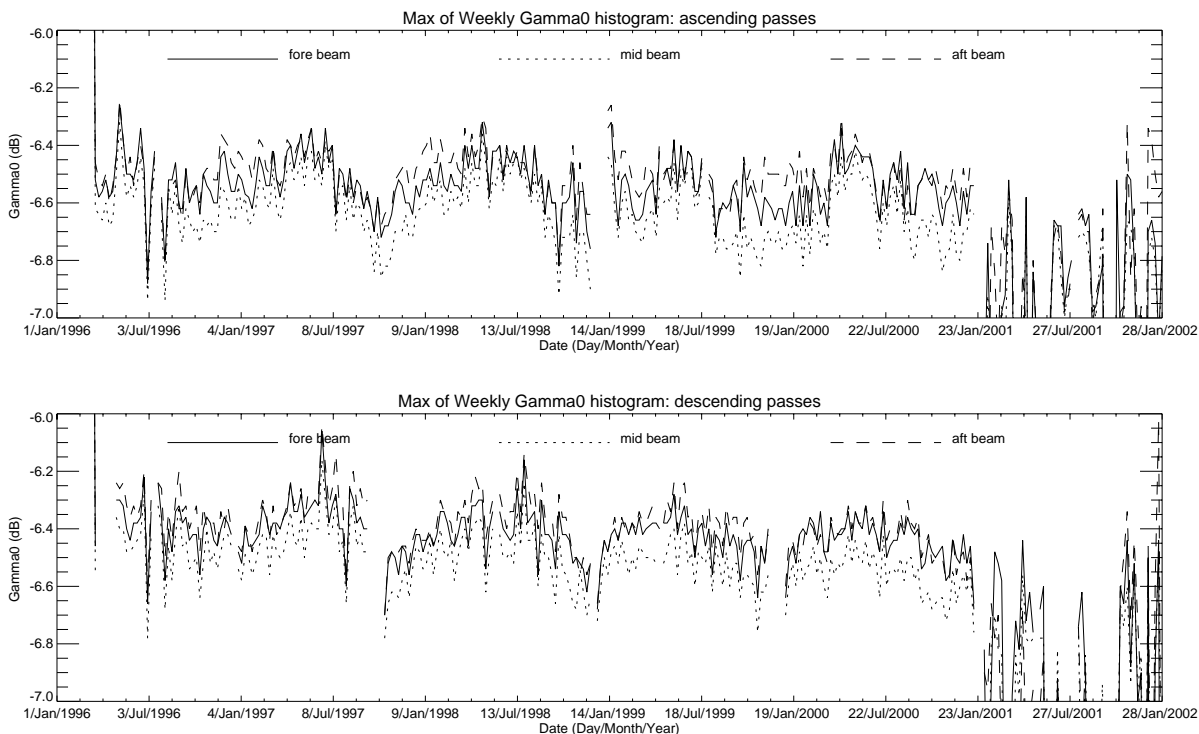 Max of Weekly Gamma0 histogram: ascending passes
-6.0
fore beam mid beam aft beam
-6.2
-6.4
Gamma0 (dB)
-6.6
-6.8
-7.0
1/Jan/1996 3/Jul/1996 4/Jan/1997 8/Jul/1997 9/Jan/1998 13/Jul/1998 14/Jan/1999 18/Jul/1999 19/Jan/2000 22/Jul/2000 23/Jan/2001 27/Jul/2001 28/Jan/2002
Date (Day/Month/Year)
Max of Weekly Gamma0 histogram: descending passes
-6.0
fore beam mid beam aft beam
-6.2
-6.4
Gamma0 (dB)
-6.6
-6.8
-7.0
1/Jan/1996 3/Jul/1996 4/Jan/1997 8/Jul/1997 9/Jan/1998 13/Jul/1998 14/Jan/1999 18/Jul/1999 19/Jan/2000 22/Jul/2000 23/Jan/2001 27/Jul/2001 28/Jan/2002
Date (Day/Month/Year)